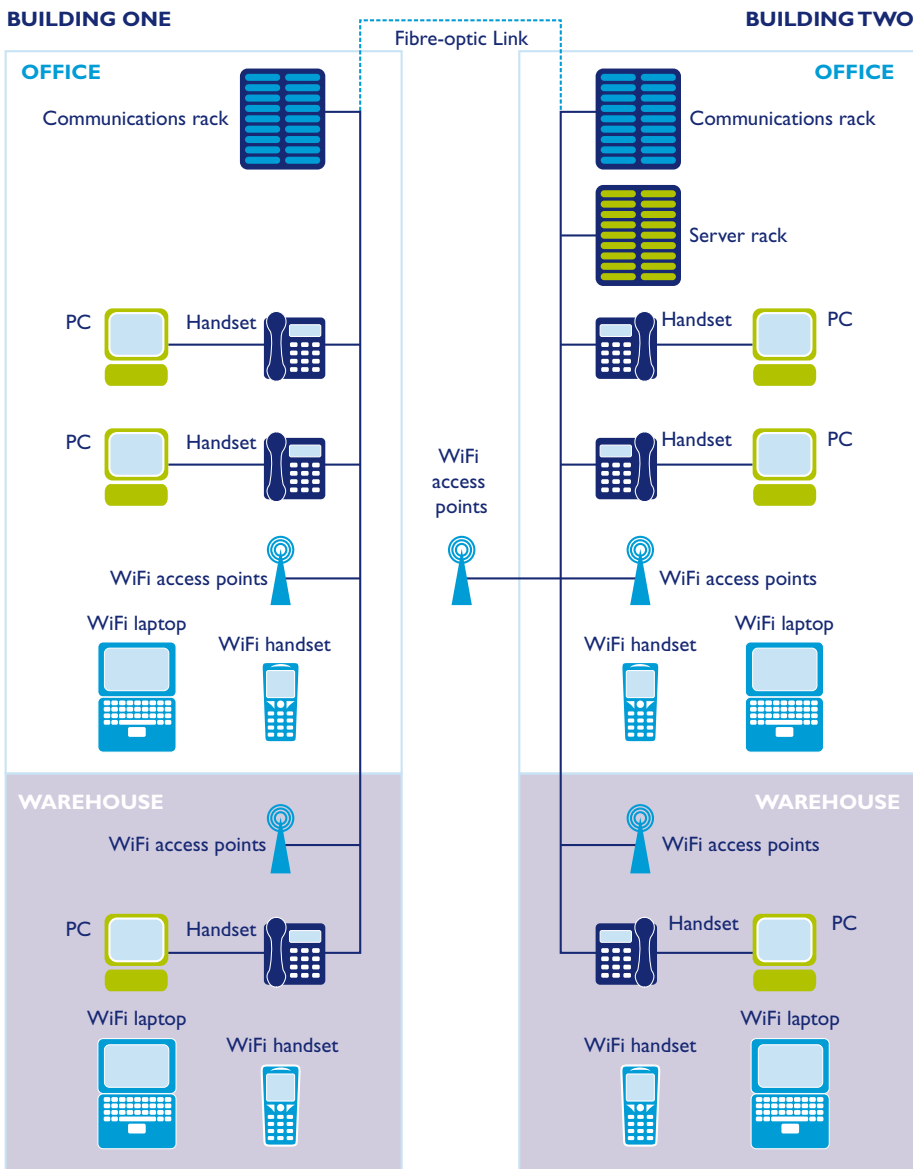 BUILDING ONE
BUILDING TWO
Fibre-optic Link
OFFICE
OFFICE
Communications rack
Communications rack
Server rack
PC
Handset
Handset
PC
PC
Handset
Handset
PC
WiFi
access
points
WiFi access points
WiFi access points
WiFi laptop
WiFi handset
WiFi handset
WiFi laptop
WAREHOUSE
WAREHOUSE
WiFi access points
WiFi access points
PC
Handset
Handset
PC
WiFi laptop
WiFi handset
WiFi handset
WiFi laptop